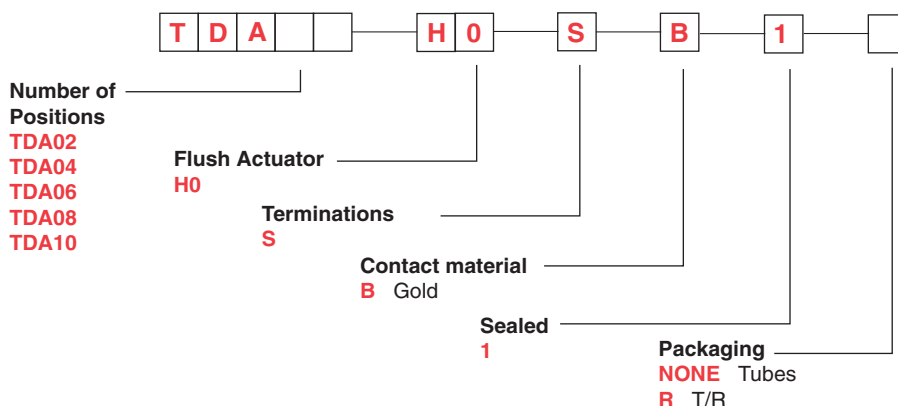 T D A H 0 S B 1
Number of
Positions
TDA02
TDA04
TDA06
TDA08
TDA10
Flush Actuator
H0
Terminations
S
Contact material
B Gold
Sealed
1
Packaging
NONE Tubes
R T/R